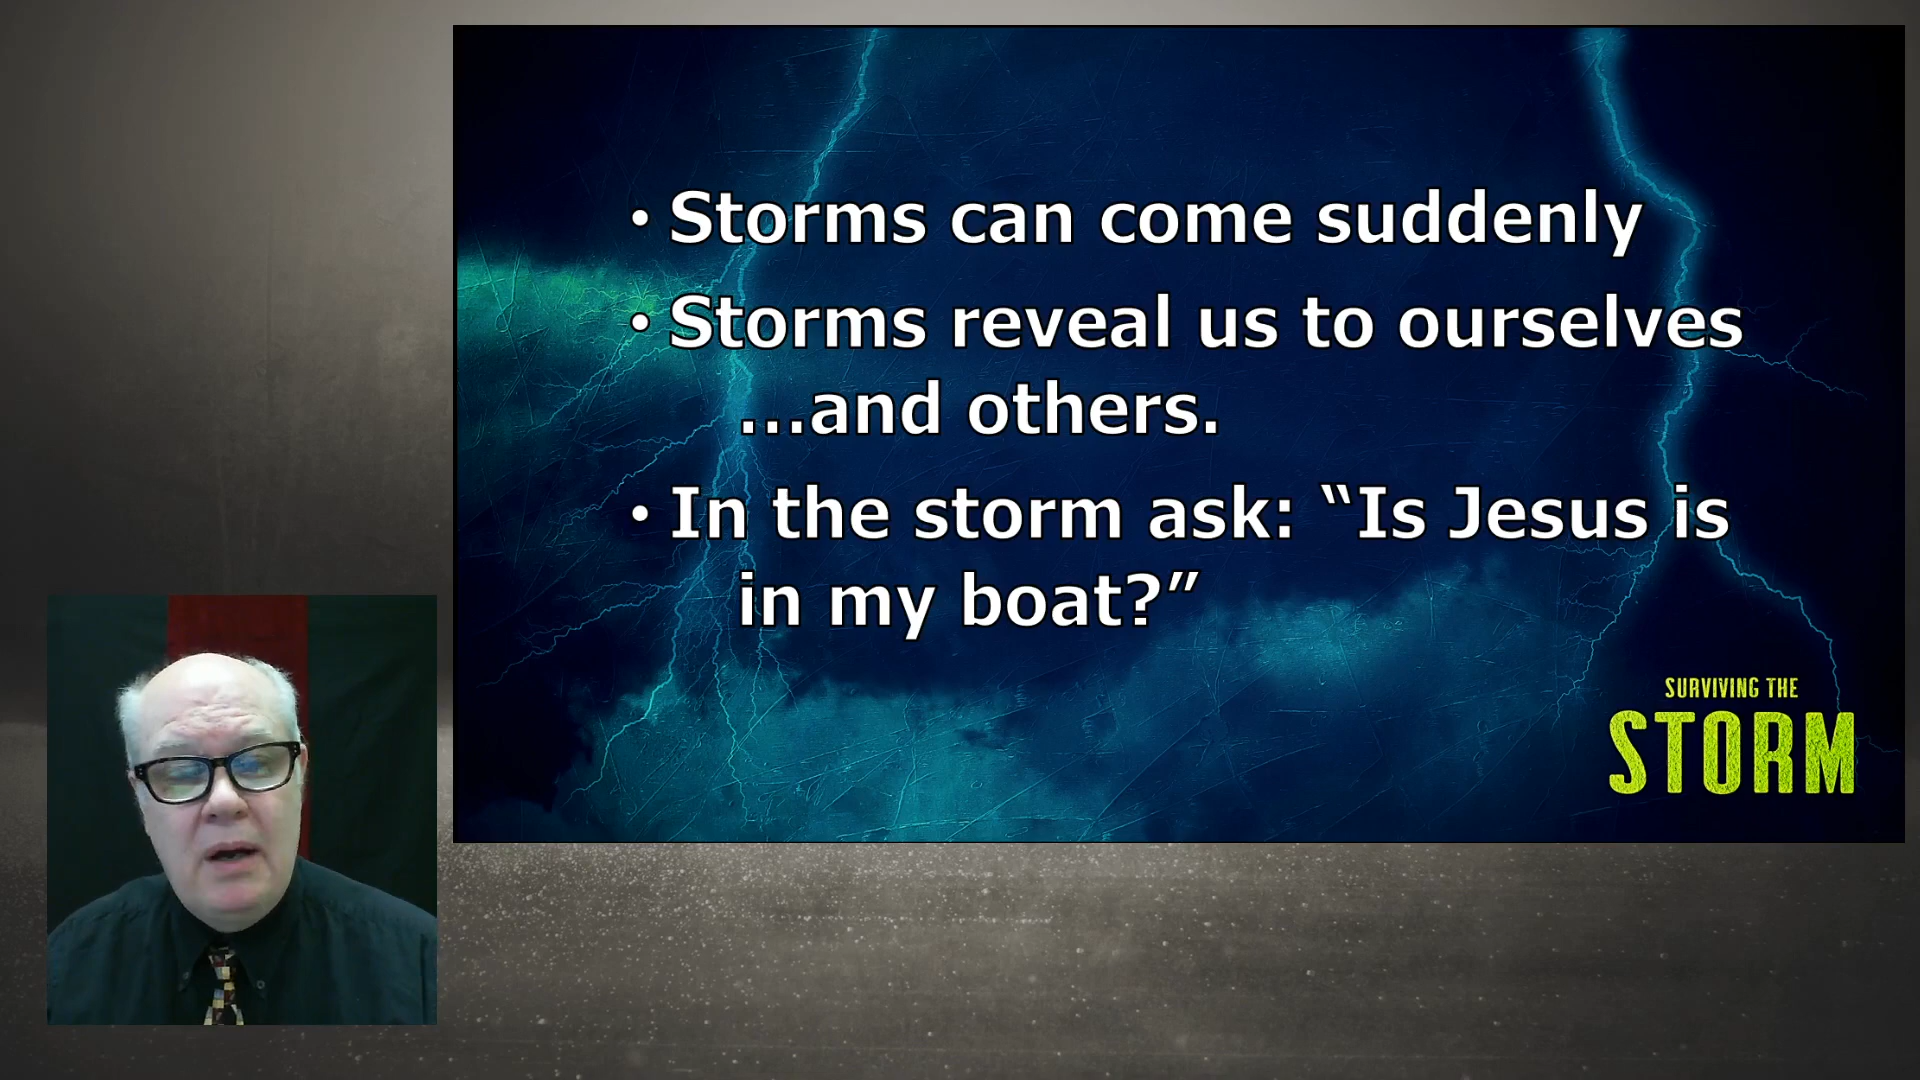 • Storms can come suddenly
• Storms reveal us to ourselves
...and others.
• In the storm ask: “Is Jesus is
in my boat?”
SURVIVING THE
STORM